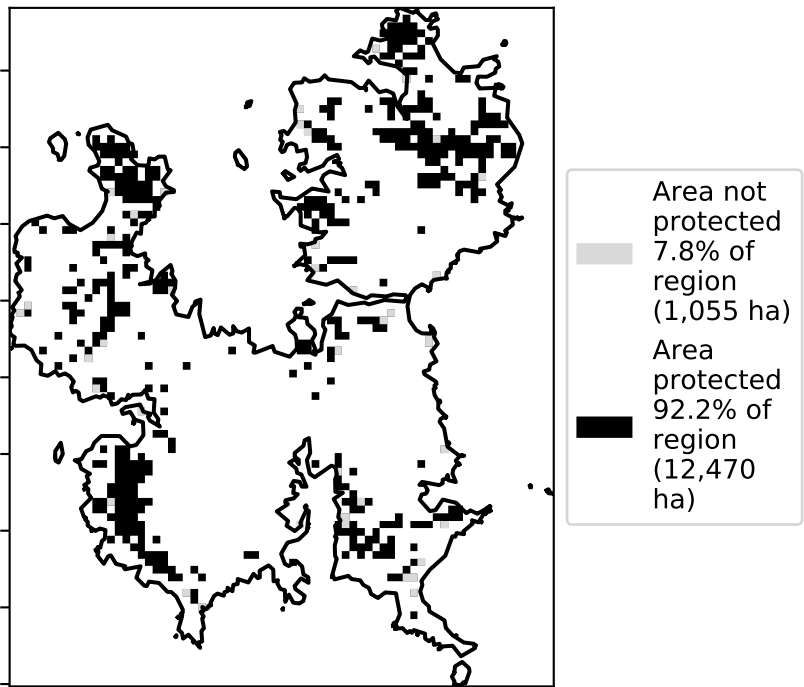 Area not
protected
7.8% of
region
(1,055 ha)
Area
protected
92.2% of
region
(12,470
ha)